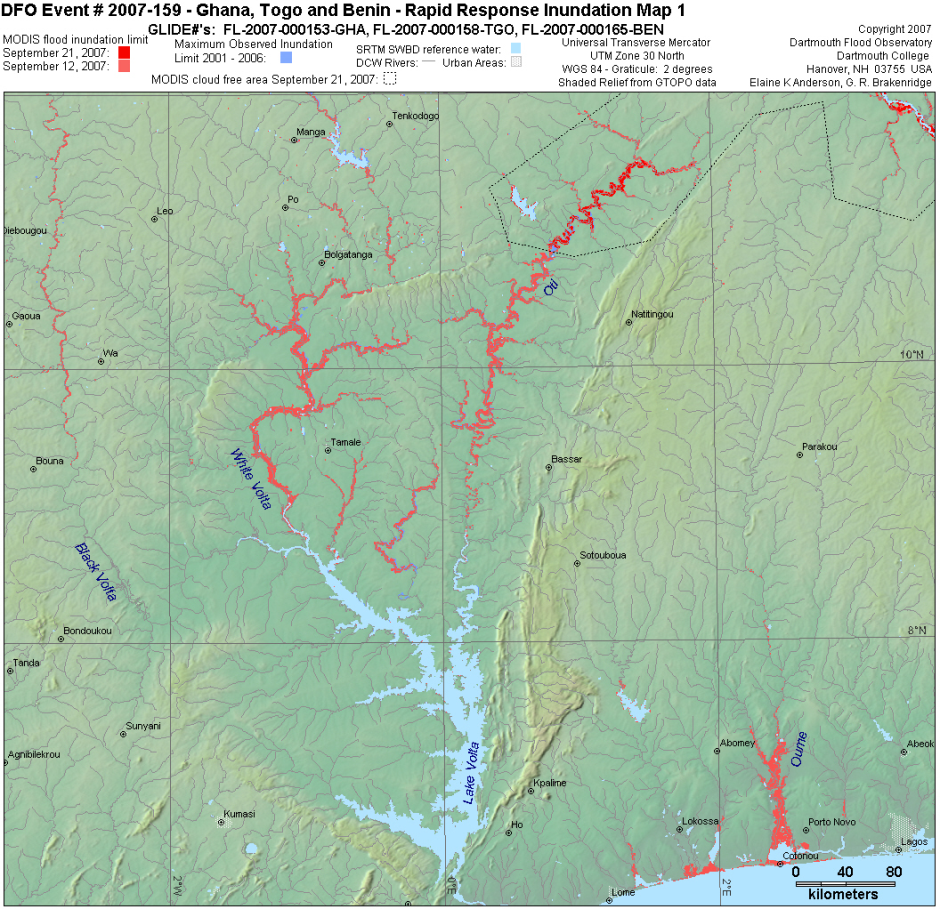 DFO Event # 2007-159 - Ghana, Togo and Benin - Rapid Response Inundation Map 1
GLIDE#'s: FL-2007-000153-GHA, FL-2007-000158-TGO, FL-2007-000165-BEN
MODIS flood inundation limit
September 21, 2007:
September 12, 2007:
Maximum Observed Inundation
Limit 2001 - 2006:
MODIS cloud free area September 21, 2007:
SRTM SWBD reference water:
DCW Rivers:
Urban Areas:
Universal Transverse Mercator
UTM Zone 30 North
WGS 84 - Graticule: 2 degrees
Shaded Relief from GTOPO data
Copyright 2007
Dartmouth Flood Observatory
Dartmouth College
Hanover, NH 03755 USA
Elaine K Anderson, G. R. Brakenridge
Tenkodogo
Manga
Po
Leo
Diebougou
Bolgatanga
Oti
Gaoua
Natitingou
Wa
10°N
Tamale
Parakou
Bouna
Bassar
White Volta
Black Volta
Sotouboua
Bondoukou
8°N
Tanda
Sunyani
Agnibilekrou
Abomey
Oume
Abeok
Lake Volta
Kpalime
Kumasi
Ho
Lokossa
Porto Novo
Lagos
Cotonou
2°W
0°E
2°E
Lome
0 40 80
kilometers